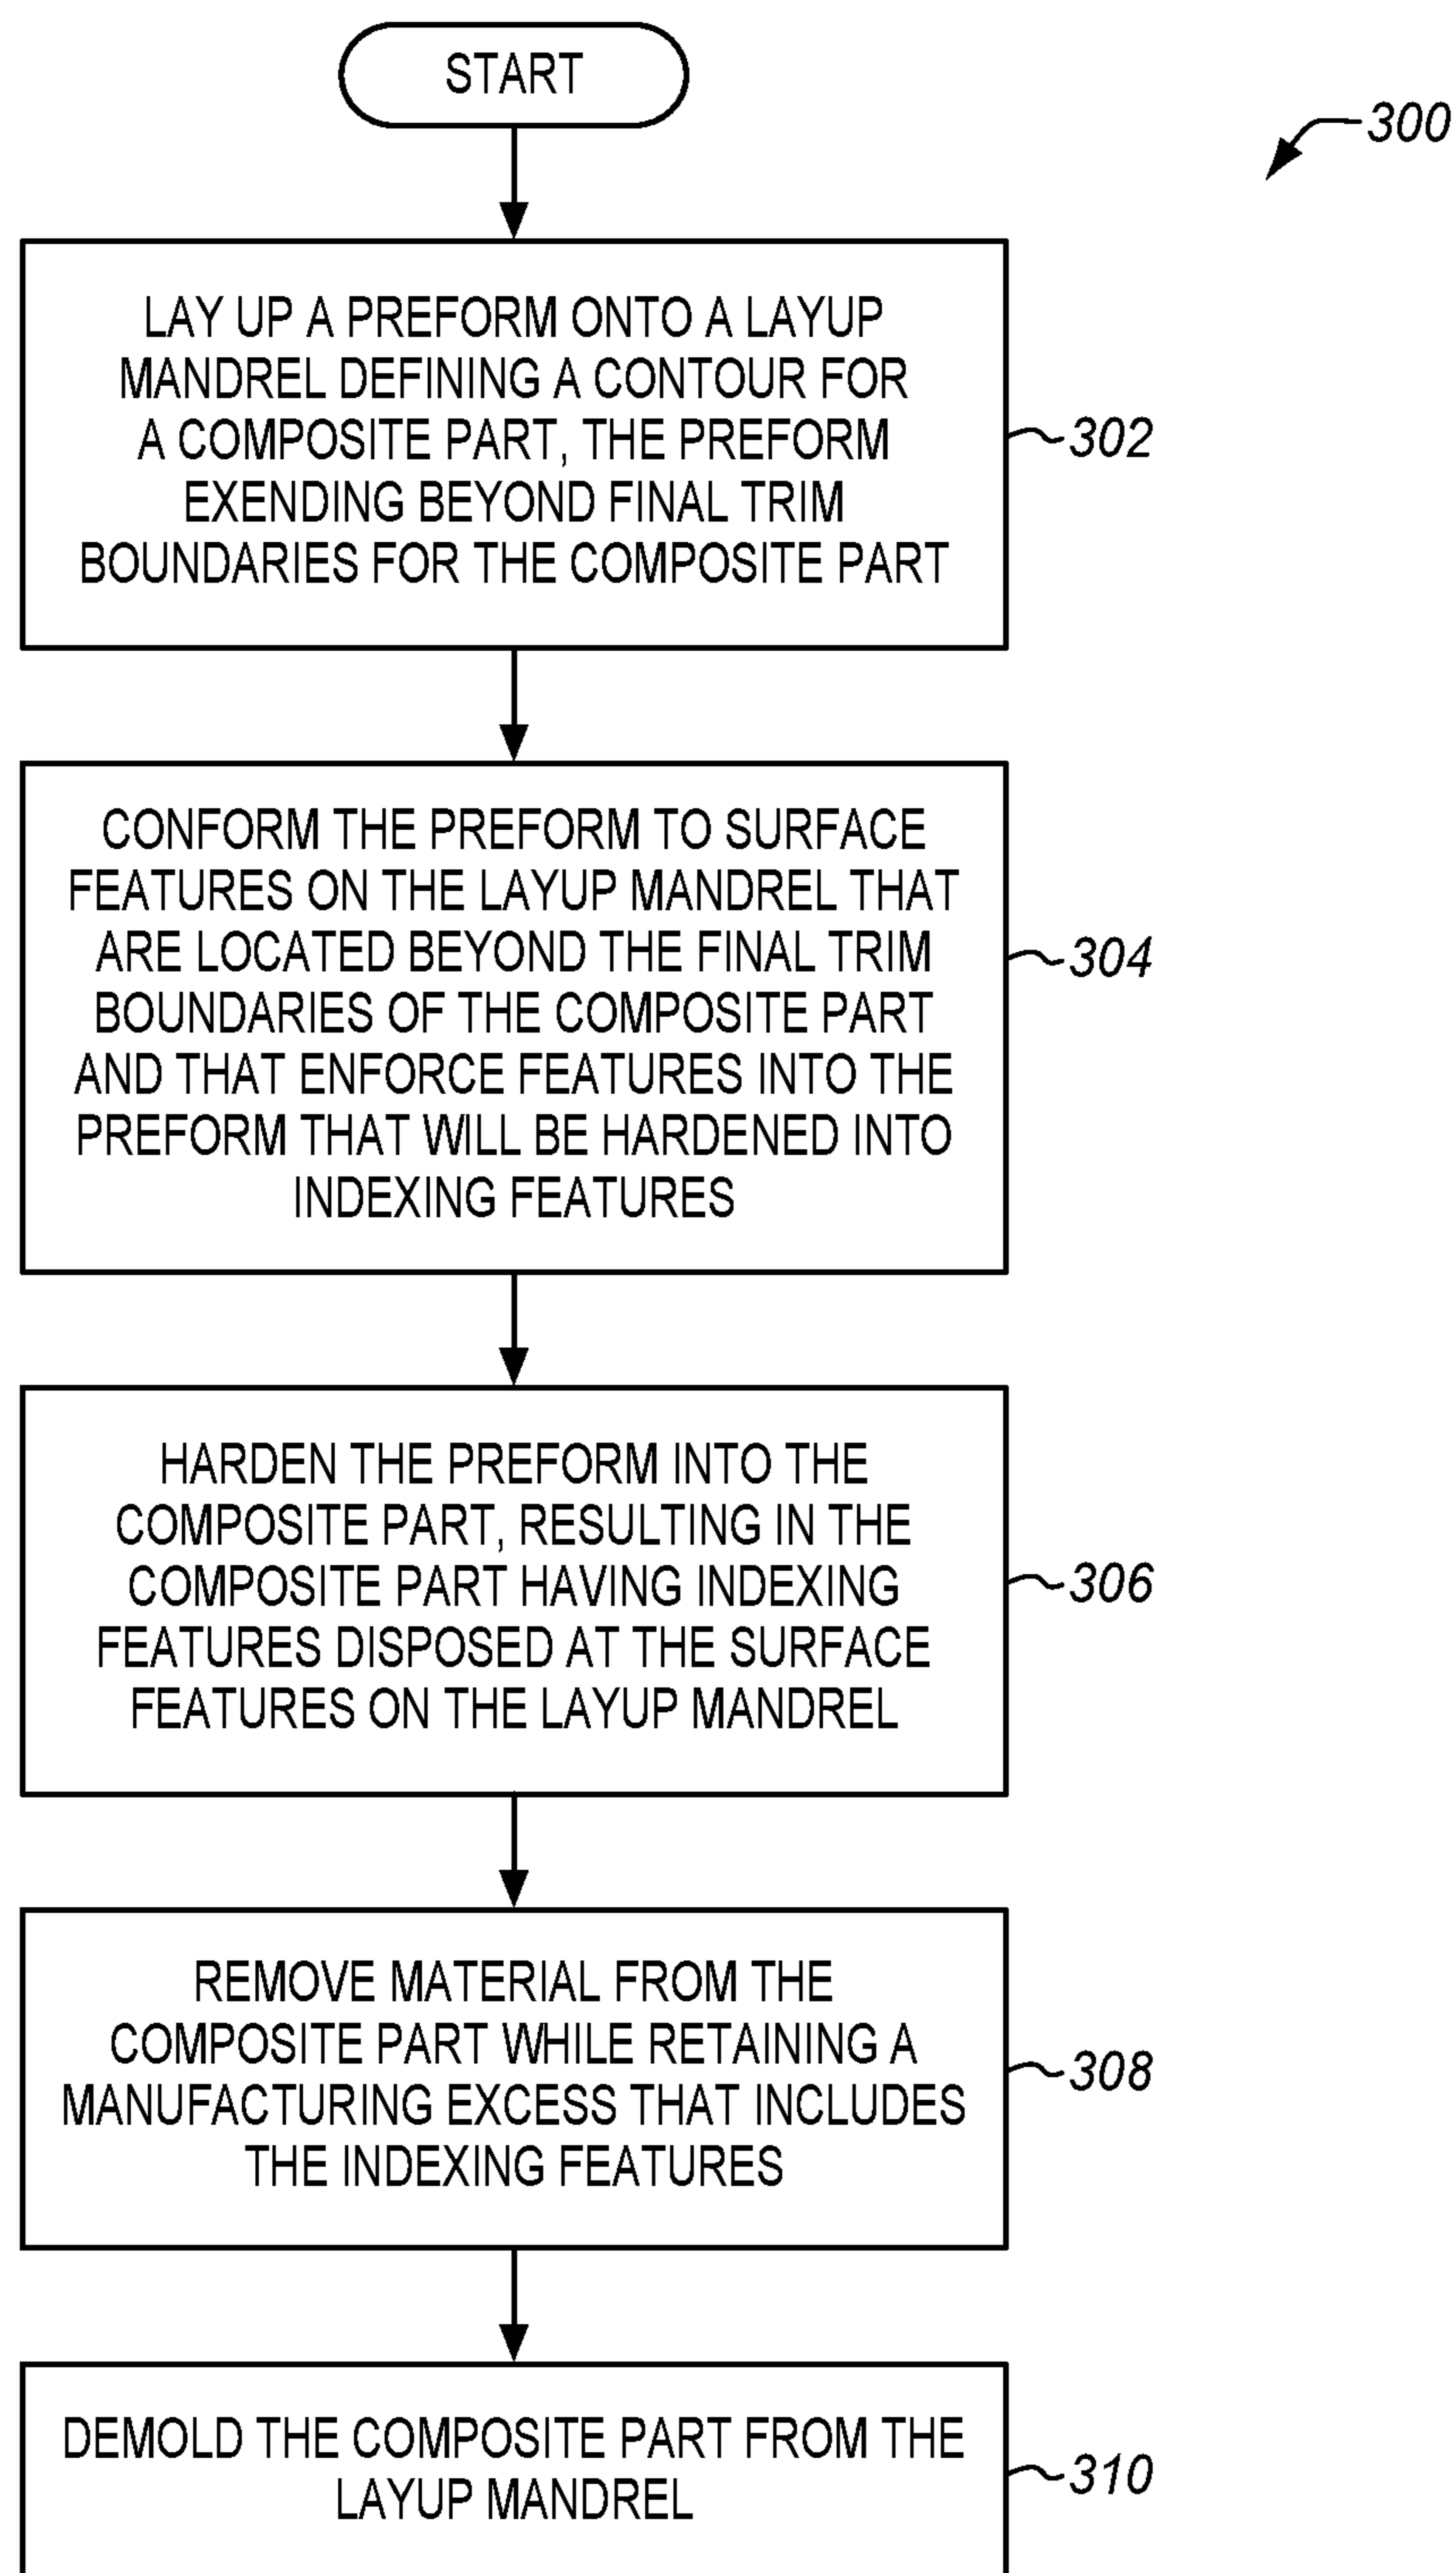 START
300
LAY UP A PREFORM ONTO A LAYUP
MANDREL DEFINING A CONTOUR FOR
A COMPOSITE PART, THE PREFORM
EXENDING BEYOND FINAL TRIM
BOUNDARIES FOR THE COMPOSITE PART
302
CONFORM THE PREFORM TO SURFACE
FEATURES ON THE LAYUP MANDREL THAT
ARE LOCATED BEYOND THE FINAL TRIM
BOUNDARIES OF THE COMPOSITE PART
AND THAT ENFORCE FEATURES INTO THE
PREFORM THAT WILL BE HARDENED INTO
INDEXING FEATURES
304
HARDEN THE PREFORM INTO THE
COMPOSITE PART, RESULTING IN THE
COMPOSITE PART HAVING INDEXING
FEATURES DISPOSED AT THE SURFACE
FEATURES ON THE LAYUP MANDREL
306
REMOVE MATERIAL FROM THE
COMPOSITE PART WHILE RETAINING A
MANUFACTURING EXCESS THAT INCLUDES
THE INDEXING FEATURES
308
DEMOLD THE COMPOSITE PART FROM THE
LAYUP MANDREL
310